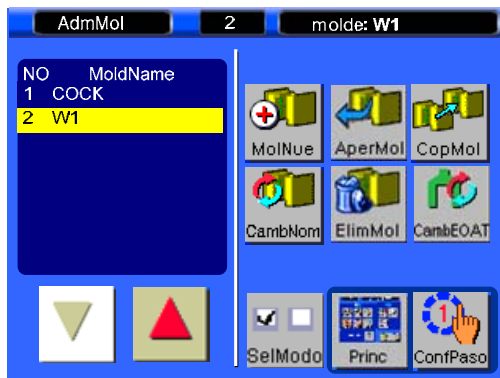 AdmMol 2 molde: W1
NO MoldName
1 COCK
2 W1
MolNue AperMol CopMol
CambNom ElimMol CambEOAT
1
SelModo Princ ConfPaso